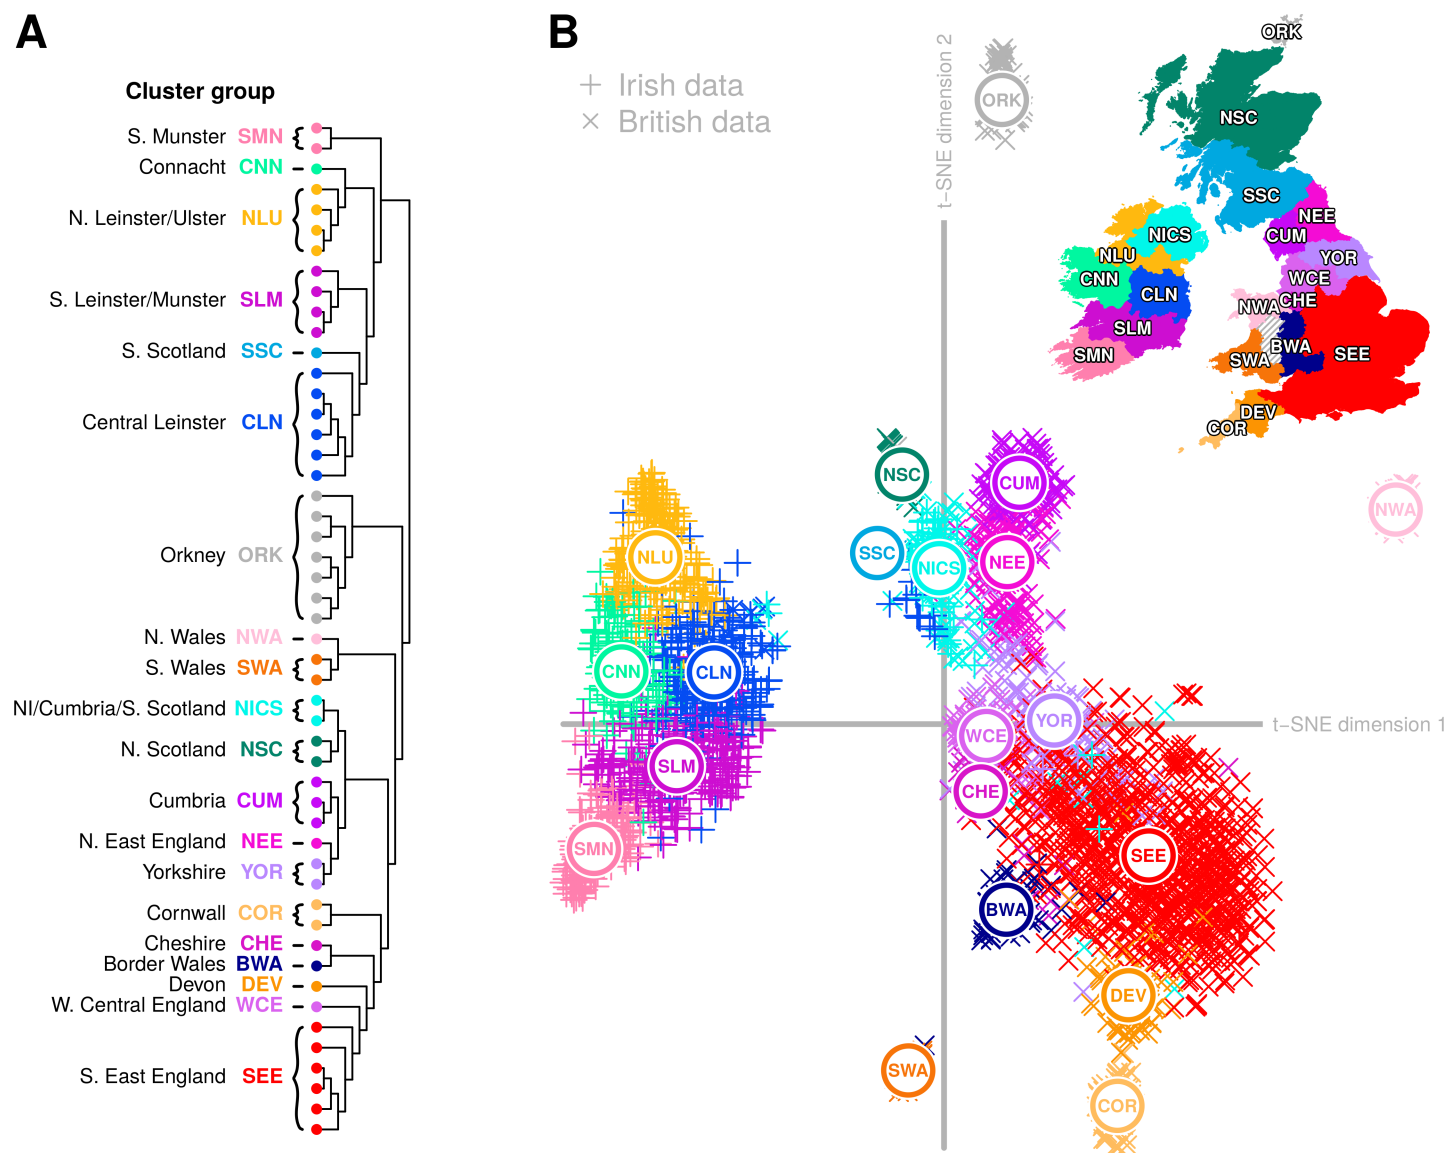 A
Cluster group
S. Munster SMN
Connacht CNN
N. Leinster/Ulster NLU
S. Leinster/Munster SLM
S. Scotland SSC
Central Leinster CLN
Orkney ORK
N. Wales NWA
S. Wales SWA
NI/Cumbria/S. Scotland NICS
N. Scotland NSC
Cumbria CUM
N. East England NEE
Yorkshire YOR
Cornwall COR
Cheshire CHE
Border Wales BWA
Devon DEV
W. Central England WCE
S. East England SEE
B
+ Irish data
× British data
t−SNE dimension 2
t−SNE dimension 1
ORK
NSC
SSC
NEE
CUM
NICS
YOR
NLU
CNN
WCE
CLN
CHE
NWA
SLM
BWA
SMN
SWA
SEE
DEV
COR
ORK
NSC
CUM
NWA
SSC
NLU
NICS
NEE
CNN
CLN
YOR
WCE
SLM
CHE
SMN
SEE
BWA
DEV
SWA
COR